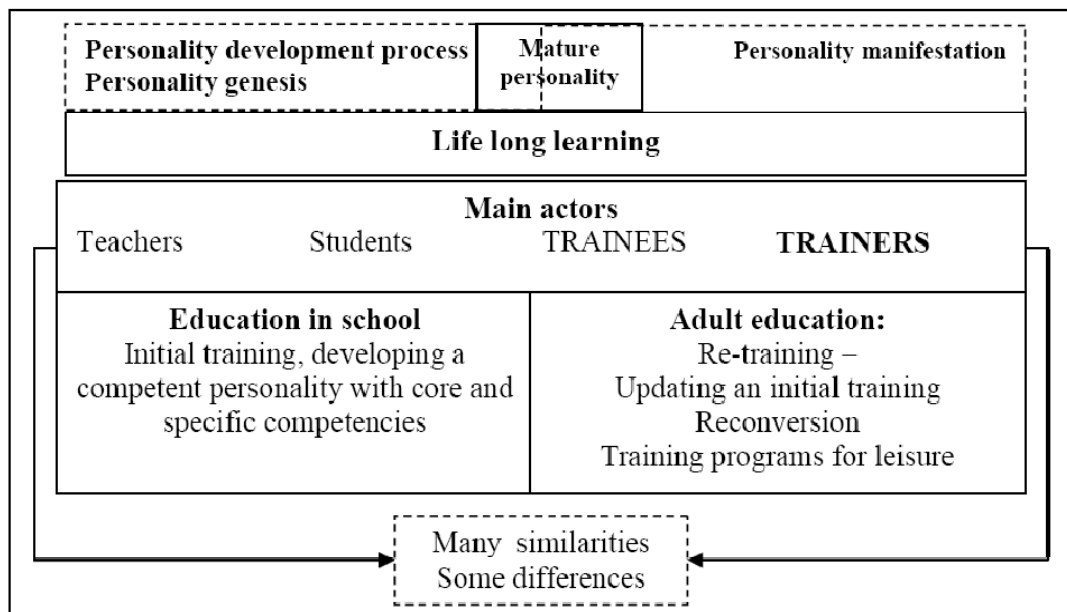 Personality development process
Personality genesis
Mature
personality
Personality manifestation
Life long learning
Main actors
Teachers Students TRAINEES TRAINERS
Education in school
Initial training, developing a
competent personality with core and
specific competencies
Adult education:
Re-training –
Updating an initial training
Reconversion
Training programs for leisure
Many similarities
Some differences